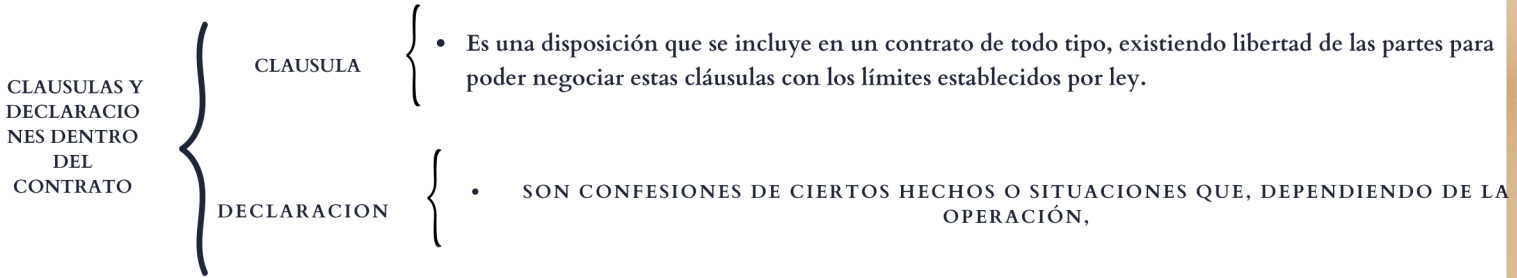 CLAUSULAS Y
DECLARACIO
NES DENTRO
DEL
CONTRATO
CLAUSULA
• Es una disposición que se incluye en un contrato de todo tipo, existiendo libertad de las partes para
poder negociar estas cláusulas con los límites establecidos por ley.
DECLARACION
• SON CONFESIONES DE CIERTOS HECHOS O SITUACIONES QUE, DEPENDIENDO DE LA
OPERACIÓN,